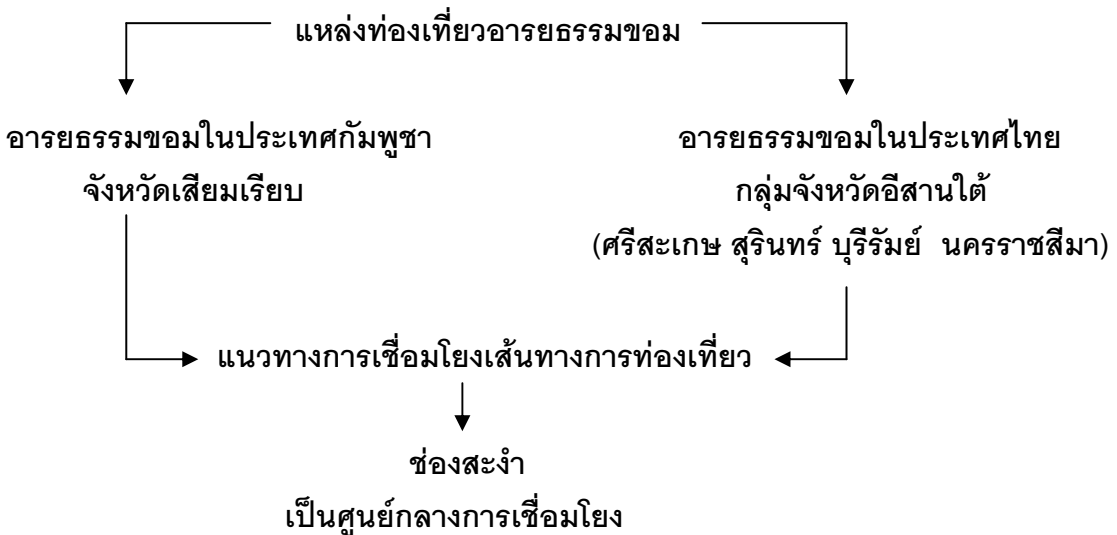 แหล่งท่องเที่ยวอารยธรรมขอม
อารยธรรมขอมในประเทศกัมพูชา
จังหวัดเสียมเรียบ
อารยธรรมขอมในประเทศไทย
กลุ่มจังหวัดอีสานใต้
(ศรีสะเกษ สุรินทร์ บุรีรัมย์ นครราชสีมา)
แนวทางการเชื่อมโยงเส้นทางการท่องเที่ยว
ช่องสะงำ
เป็นศูนย์กลางการเชื่อมโยง